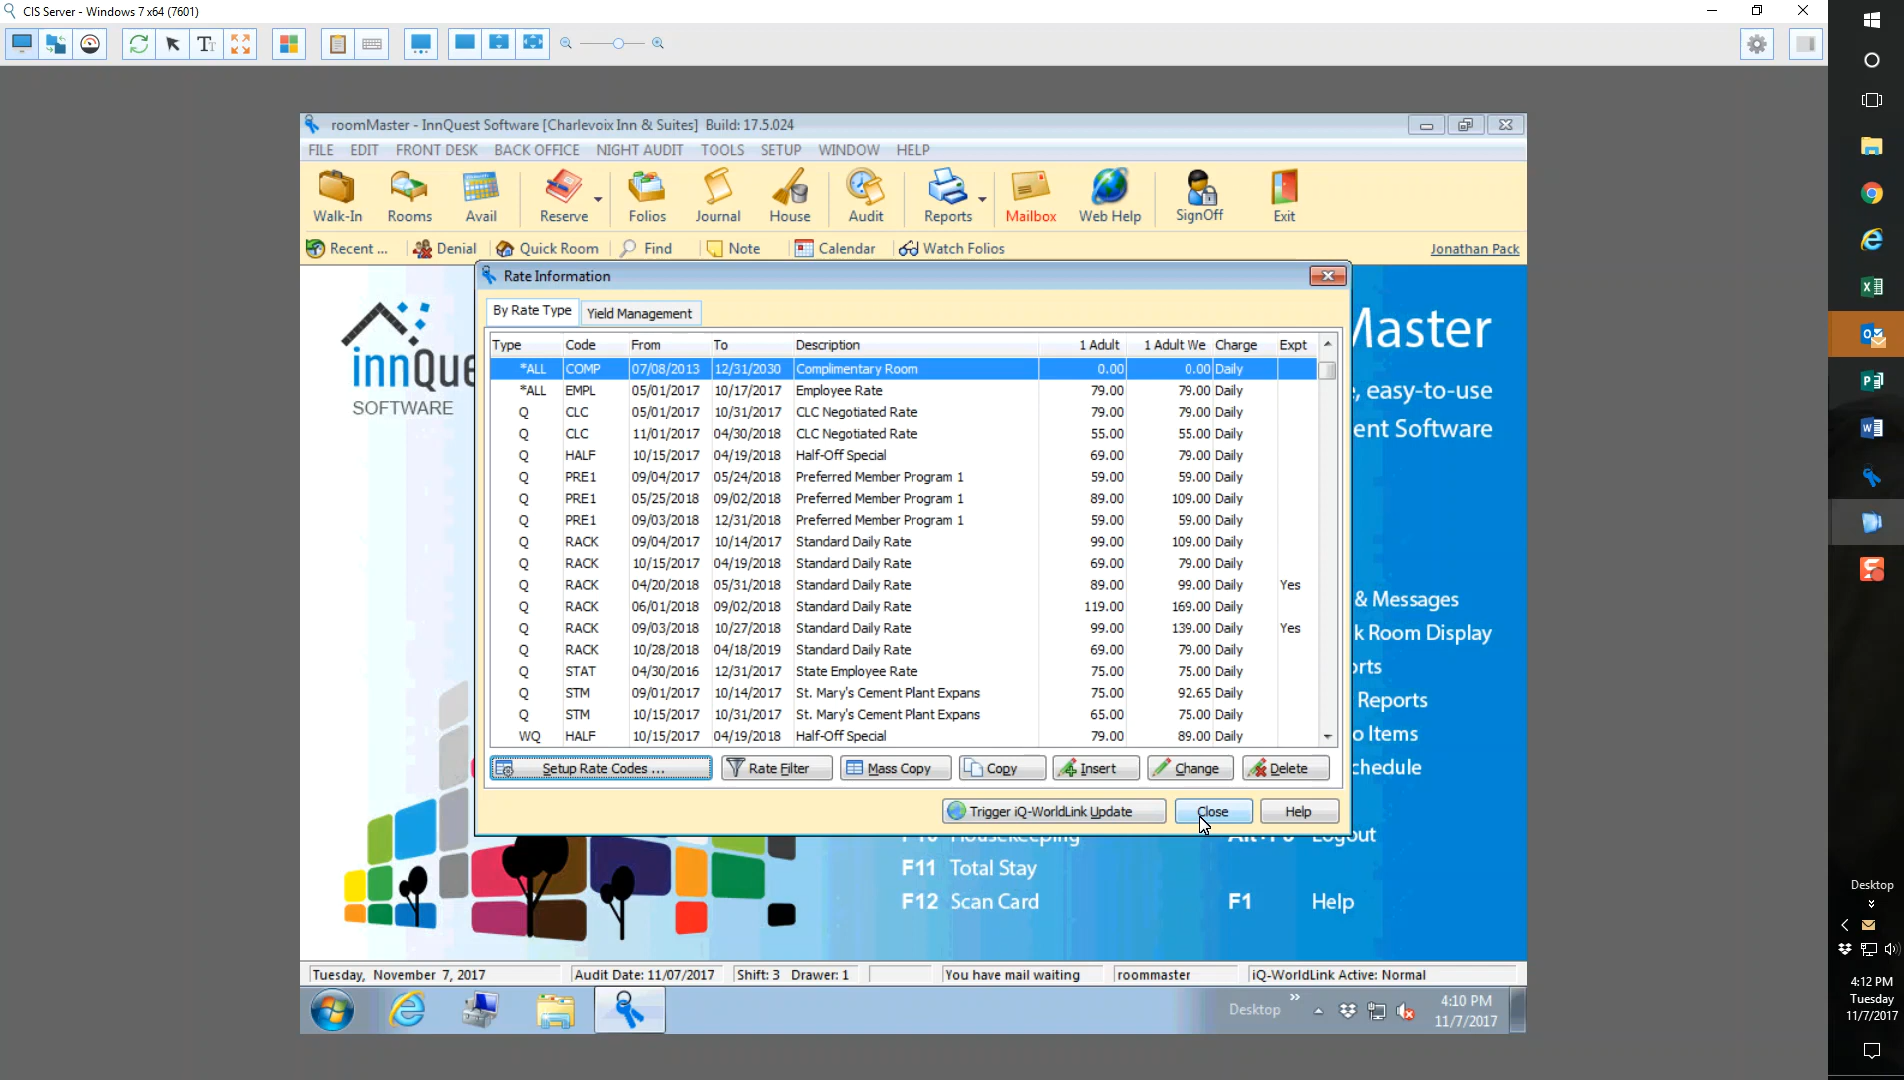 CIS Server - Windows 7 x64 (7601)
roomMaster - InnQuest Software [Charlevoix Inn & Suites]  Build: 17.5.024
FILE EDIT FRONT DESK BACK OFFICE NIGHT AUDIT TOOLS SETUP WINDOW HELP
Walk-In Rooms Avail Reserve Folios Journal House Audit Reports Mailbox Web Help SignOff Exit
Recent ... Denial Quick Room Find Note Calendar Watch Folios Jonathan Pack
Rate Information
By Rate Type Yield Management
Type Code From To Description 1 Adult 1 Adult We Charge Expt
*ALL COMP 07/08/2013 12/31/2030 Complimentary Room 0.00 0.00 Daily
*ALL EMPL 05/01/2017 10/17/2017 Employee Rate 79.00 79.00 Daily
Q CLC 05/01/2017 10/31/2017 CLC Negotiated Rate 79.00 79.00 Daily
Q CLC 11/01/2017 04/30/2018 CLC Negotiated Rate 55.00 55.00 Daily
Q HALF 10/15/2017 04/19/2018 Half-Off Special 69.00 79.00 Daily
Q PRE1 09/04/2017 05/24/2018 Preferred Member Program 1 59.00 59.00 Daily
Q PRE1 05/25/2018 09/02/2018 Preferred Member Program 1 89.00 109.00 Daily
Q PRE1 09/03/2018 12/31/2018 Preferred Member Program 1 59.00 59.00 Daily
Q RACK 09/04/2017 10/14/2017 Standard Daily Rate 99.00 109.00 Daily
Q RACK 10/15/2017 04/19/2018 Standard Daily Rate 69.00 79.00 Daily
Q RACK 04/20/2018 05/31/2018 Standard Daily Rate 89.00 99.00 Daily Yes
Q RACK 06/01/2018 09/02/2018 Standard Daily Rate 119.00 169.00 Daily
Q RACK 09/03/2018 10/27/2018 Standard Daily Rate 99.00 139.00 Daily Yes
Q RACK 10/28/2018 04/18/2019 Standard Daily Rate 69.00 79.00 Daily
Q STAT 04/30/2016 12/31/2017 State Employee Rate 75.00 75.00 Daily
Q STM 09/01/2017 10/14/2017 St. Mary's Cement Plant Expans 75.00 92.65 Daily
Q STM 10/15/2017 10/31/2017 St. Mary's Cement Plant Expans 65.00 75.00 Daily
WQ HALF 10/15/2017 04/19/2018 Half-Off Special 79.00 89.00 Daily
Setup Rate Codes ... Rate Filter Mass Copy Copy Insert Change Delete
Trigger iQ-WorldLink Update Close Help
innQue
SOFTWARE
Master
, easy-to-use
ent Software
& Messages
k Room Display
orts
Reports
o Items
chedule
F10 Housekeeping Logout
F11 Total Stay
F12 Scan Card F1 Help
Tuesday, November 7, 2017 Audit Date: 11/07/2017 Shift: 3 Drawer: 1 You have mail waiting roommaster iQ-WorldLink Active: Normal
Desktop » 4:10 PM
11/7/2017
Desktop
4:12 PM
Tuesday
11/7/2017